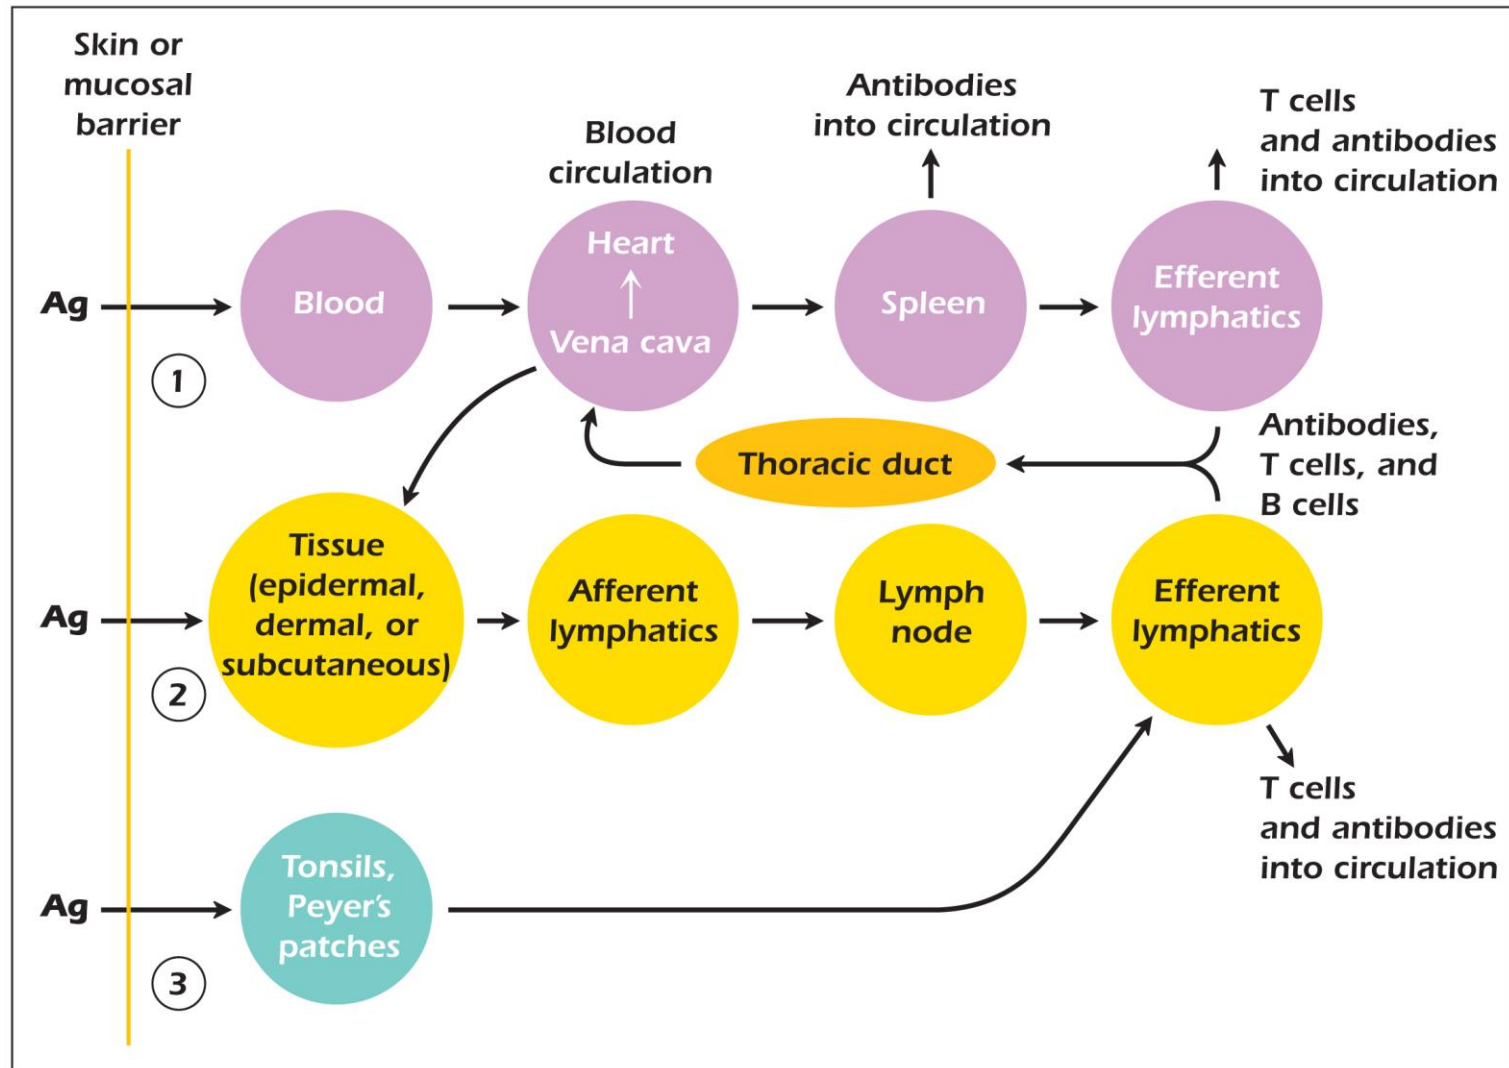 Skin or
mucosal
barrier
Blood
circulation
Antibodies
into circulation
T cells
and antibodies
into circulation
Ag
Blood
Heart
Vena cava
Spleen
Efferent
lymphatics
1
Thoracic duct
Antibodies,
T cells, and
B cells
Ag
Tissue
(epidermal,
dermal, or
subcutaneous)
Afferent
lymphatics
Lymph
node
Efferent
lymphatics
2
T cells
and antibodies
into circulation
Ag
Tonsils,
Peyer's
patches
3